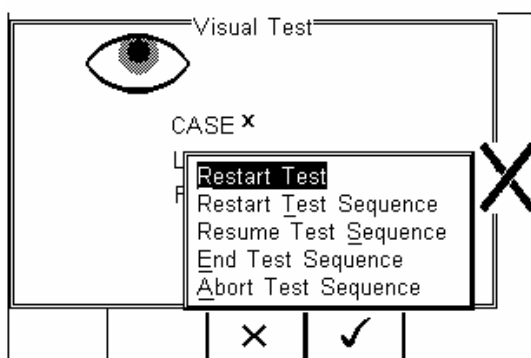 Visual Test
CASE x
L
F
Restart Test
Restart Test Sequence
Resume Test Sequence
End Test Sequence
Abort Test Sequence